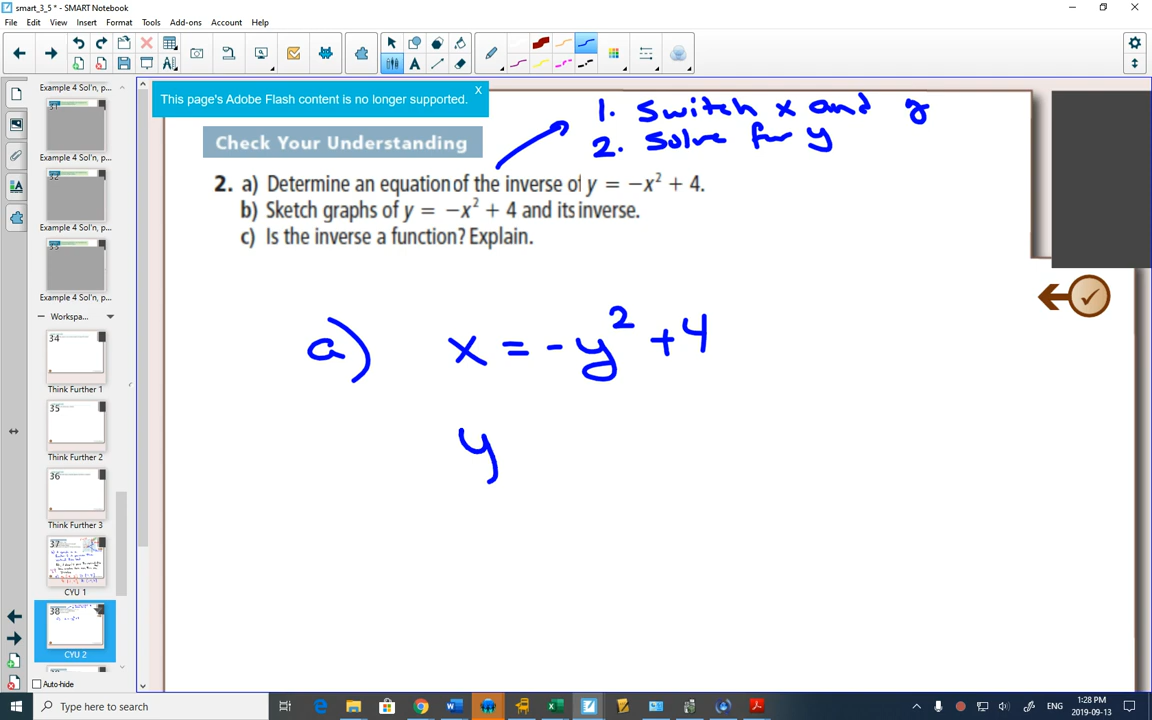 smart_3_5 * - SMART Notebook
File Edit View Insert Format Tools Add-ons Account Help
This page's Adobe Flash content is no longer supported. X
1. Switch x and y
2. Solve for y
Check Your Understanding
2. a) Determine an equation of the inverse of y = −x² + 4.
b) Sketch graphs of y = −x² + 4 and its inverse.
c) Is the inverse a function? Explain.
a) x = -y² + 4
y
Example 4 Sol'n, p...
31
Example 4 Sol'n, p...
32
Example 4 Sol'n, p...
33
Example 4 Sol'n, p...
Workspa...
34
Think Further 1
35
Think Further 2
36
Think Further 3
37
CYU 1
38
CYU 2
Auto-hide
Type here to search
1:28 PM
2019-09-13